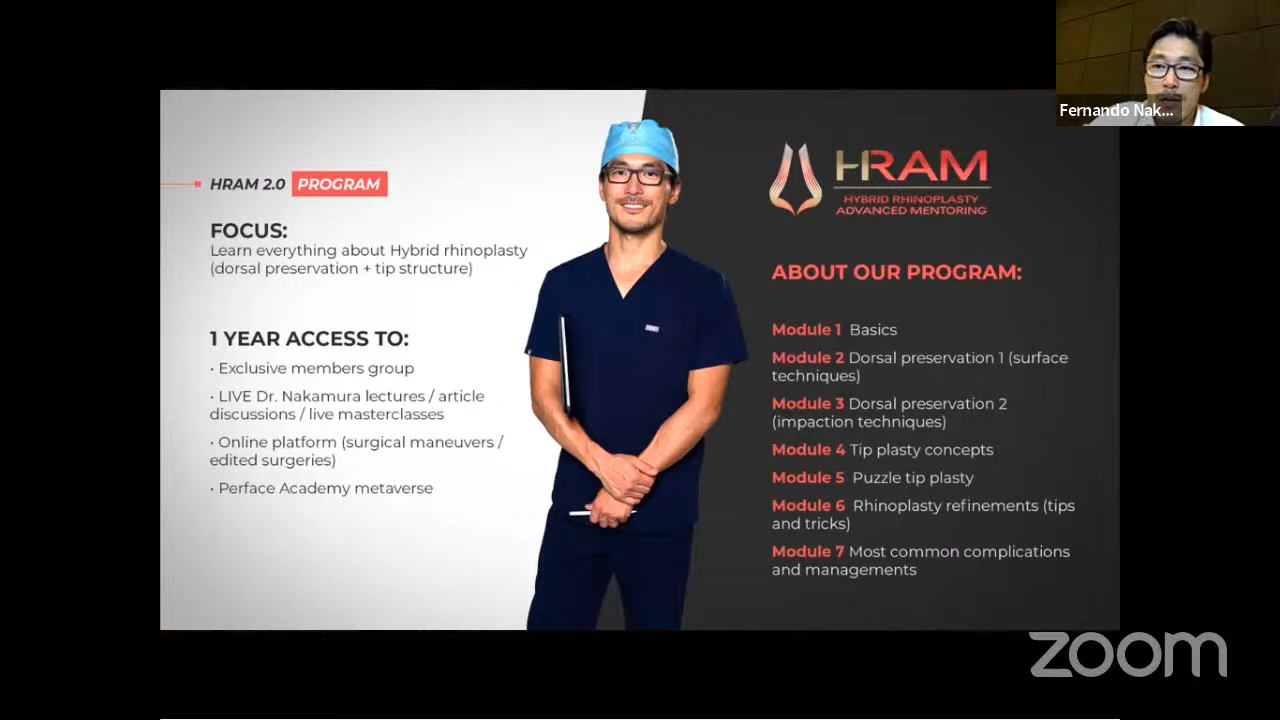 Fernando Nak...
HRAM 2.0 PROGRAM
FOCUS:
Learn everything about Hybrid rhinoplasty
(dorsal preservation + tip structure)
1 YEAR ACCESS TO:
• Exclusive members group
• LIVE Dr. Nakamura lectures / article
discussions / live masterclasses
• Online platform (surgical maneuvers /
edited surgeries)
• Perface Academy metaverse
HRAM
HYBRID RHINOPLASTY
ADVANCED MENTORING
ABOUT OUR PROGRAM:
Module 1 Basics
Module 2 Dorsal preservation 1 (surface
techniques)
Module 3 Dorsal preservation 2
(impaction techniques)
Module 4 Tip plasty concepts
Module 5 Puzzle tip plasty
Module 6 Rhinoplasty refinements (tips
and tricks)
Module 7 Most common complications
and managements
zoom